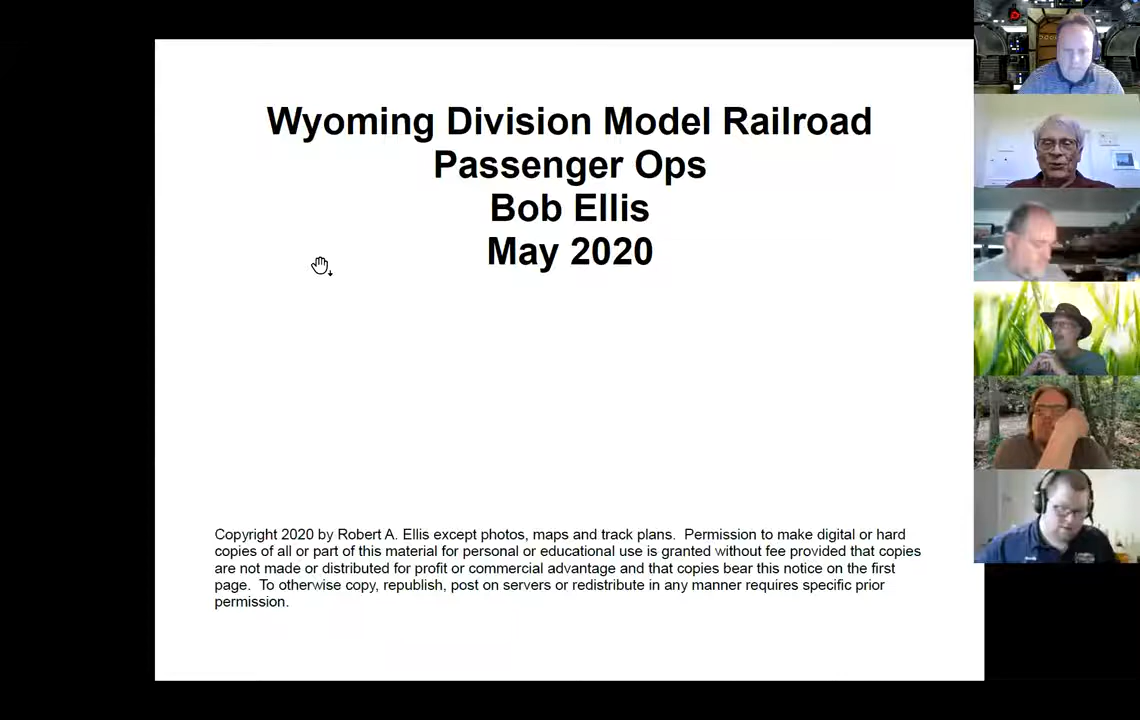 Wyoming Division Model Railroad
Passenger Ops
Bob Ellis
May 2020
Copyright 2020 by Robert A. Ellis except photos, maps and track plans.  Permission to make digital or hard
copies of all or part of this material for personal or educational use is granted without fee provided that copies
are not made or distributed for profit or commercial advantage and that copies bear this notice on the first
page.  To otherwise copy, republish, post on servers or redistribute in any manner requires specific prior
permission.